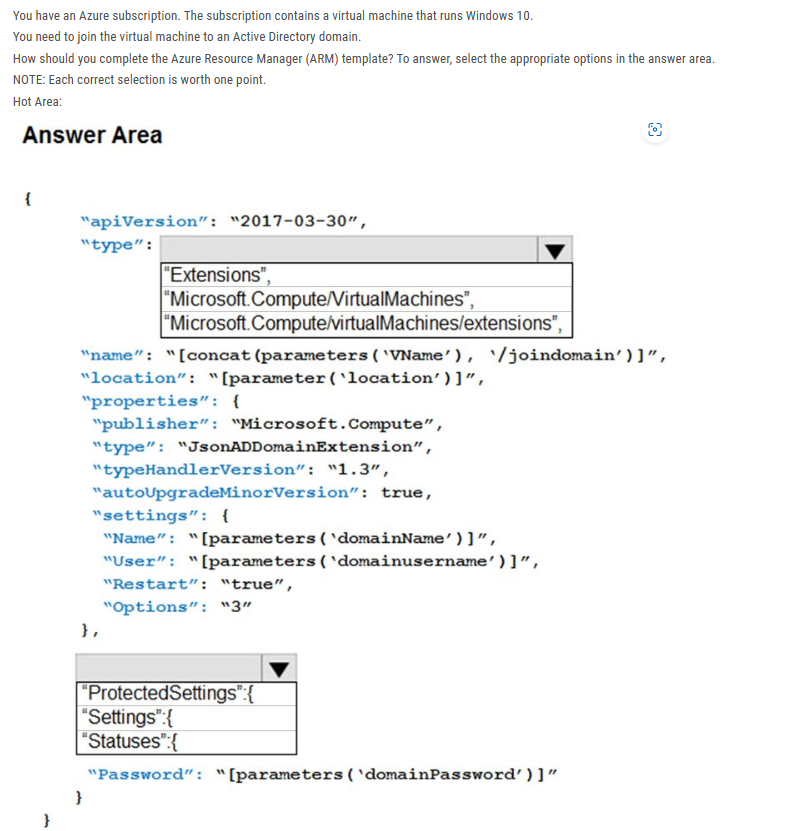 You have an Azure subscription. The subscription contains a virtual machine that runs Windows 10.
You need to join the virtual machine to an Active Directory domain.
How should you complete the Azure Resource Manager (ARM) template? To answer, select the appropriate options in the answer area.
NOTE: Each correct selection is worth one point.
Hot Area:
Answer Area
{
“apiVersion”: “2017-03-30”,
“type”:
“Extensions”,
“Microsoft.Compute/VirtualMachines”,
“Microsoft.Compute/virtualMachines/extensions”,
“name”: “[concat(parameters(‘VName’), ‘/joindomain’)]”,
“location”: “[parameter(‘location’)]”,
“properties”: {
“publisher”: “Microsoft.Compute”,
“type”: “JsonADDomainExtension”,
“typeHandlerVersion”: “1.3”,
“autoUpgradeMinorVersion”: true,
“settings”: {
“Name”: “[parameters(‘domainName’)]”,
“User”: “[parameters(‘domainusername’)]”,
“Restart”: “true”,
“Options”: “3”
},
“ProtectedSettings”:{
“Settings”:{
“Statuses”:{
“Password”: “[parameters(‘domainPassword’)]”
}
}